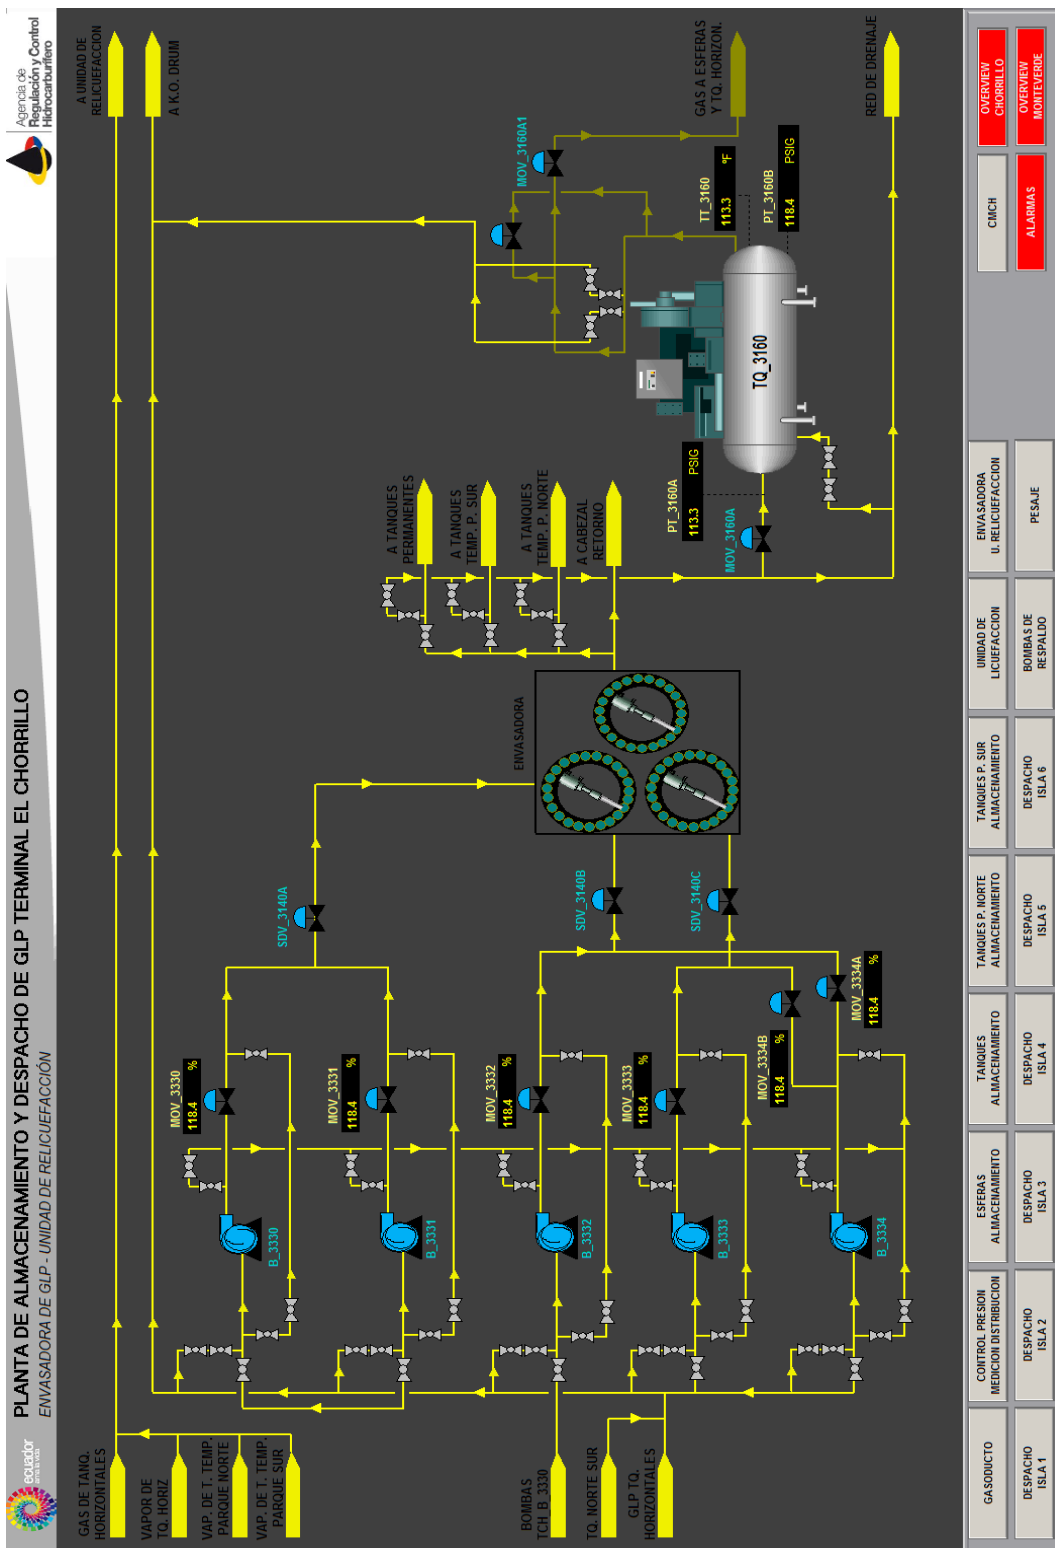 ecuador
ama la vida
PLANTA DE ALMACENAMIENTO Y DESPACHO DE GLP TERMINAL EL CHORRILLO
ENVASADORA DE GLP - UNIDAD DE RELICUEFACCIÓN
Agencia de
Regulación y Control
Hidrocarburífero
GAS DE TANQ.
HORIZONTALES
VAPOR DE
TQ. HORIZ
VAP. DE T. TEMP.
PARQUE NORTE
VAP. DE T. TEMP.
PARQUE SUR
BOMBAS
TCH_B_3330
TQ. NORTE SUR
GLP TQ.
HORIZONTALES
B_3330
B_3331
B_3332
B_3333
B_3334
MOV_3330
118.4 %
MOV_3331
118.4 %
MOV_3332
118.4 %
MOV_3333
118.4 %
MOV_3334B
118.4 %
MOV_3334A
118.4 %
SDV_3140A
SDV_3140B
SDV_3140C
ENVASADORA
A TANQUES
PERMANENTES
A TANQUES
TEMP. P. SUR
A TANQUES
TEMP. P. NORTE
A CABEZAL
RETORNO
MOV_3160A
PT_3160A
113.3 PSIG
TQ_3160
TT_3160
113.3 ºF
PT_3160B
118.4 PSIG
MOV_3160A1
A UNIDAD DE
RELICUEFACCION
A K.O. DRUM
GAS A ESFERAS
Y TQ. HORIZON.
RED DE DRENAJE
GASODUCTO
CONTROL PRESION
MEDICION DISTRIBUCION
ESFERAS
ALMACENAMIENTO
TANQUES
ALMACENAMIENTO
TANQUES P. NORTE
ALMACENAMIENTO
TANQUES P. SUR
ALMACENAMIENTO
UNIDAD DE
LICUEFACCION
ENVASADORA
U. RELICUEFACCION
CMCH
OVERVIEW
CHORRILLO
DESPACHO
ISLA 1
DESPACHO
ISLA 2
DESPACHO
ISLA 3
DESPACHO
ISLA 4
DESPACHO
ISLA 5
DESPACHO
ISLA 6
BOMBAS DE
RESPALDO
PESAJE
ALARMAS
OVERVIEW
MONTEVERDE